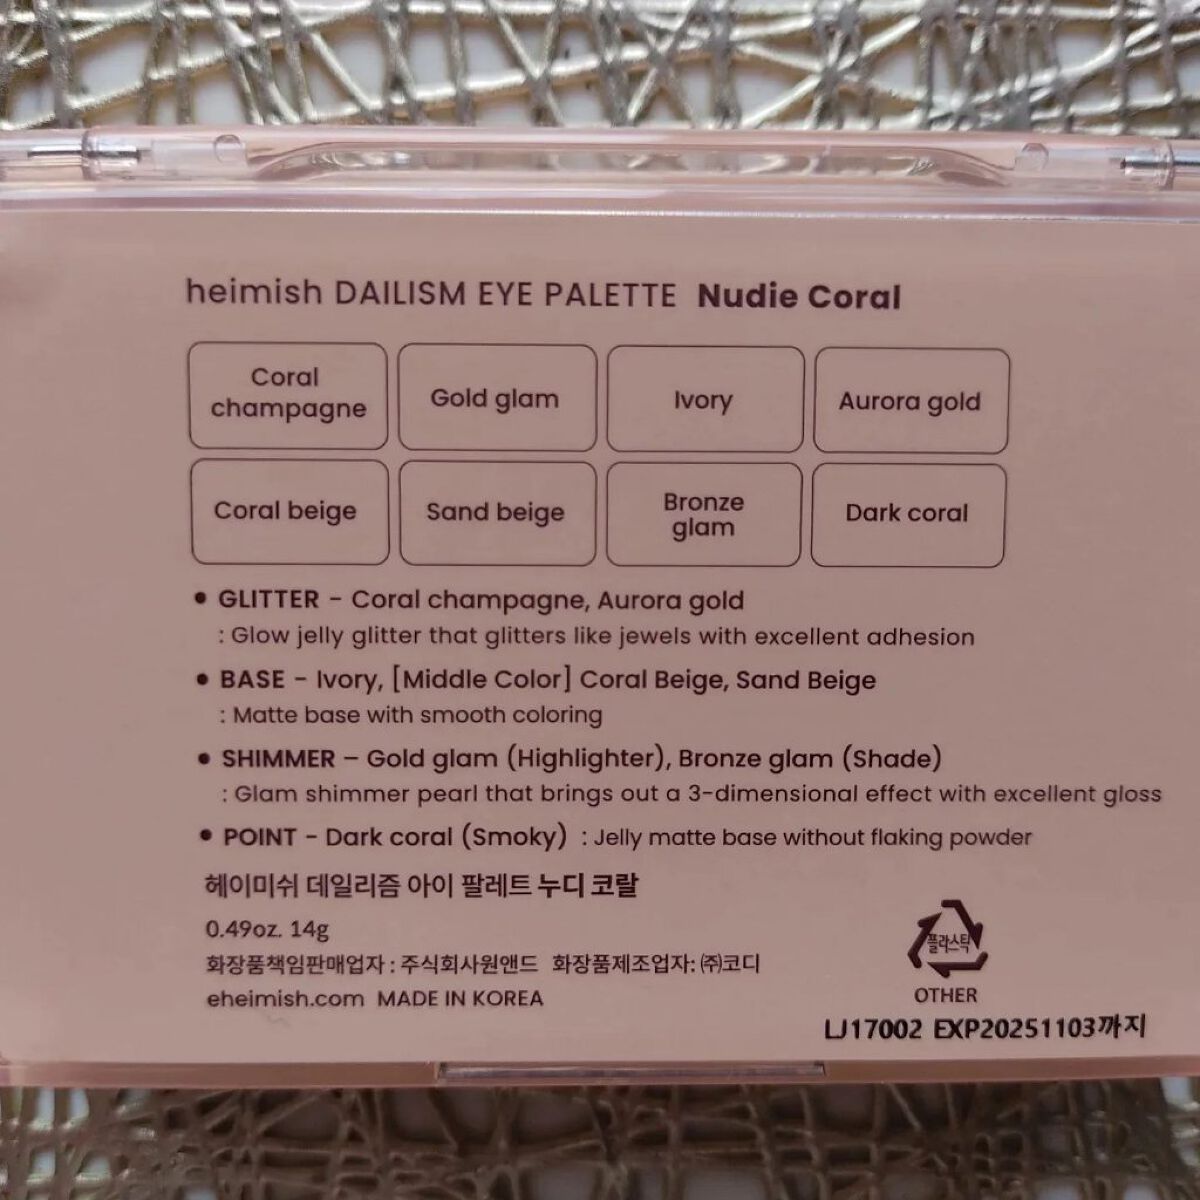 heimish DAILISM EYE PALETTE Nudie Coral
Coral
champagne
Gold glam
Ivory
Aurora gold
Coral beige
Sand beige
Bronze
glam
Dark coral
• GLITTER - Coral champagne, Aurora gold
: Glow jelly glitter that glitters like jewels with excellent adhesion
• BASE - Ivory, [Middle Color] Coral Beige, Sand Beige
: Matte base with smooth coloring
• SHIMMER – Gold glam (Highlighter), Bronze glam (Shade)
: Glam shimmer pearl that brings out a 3-dimensional effect with excellent gloss
• POINT - Dark coral (Smoky) : Jelly matte base without flaking powder
헤이미쉬 데일리즘 아이 팔레트 누디 코랄
0.49oz. 14g
화장품책임판매업자 : 주식회사원앤드 화장품제조업자: ㈜코디
eheimish.com MADE IN KOREA
플라스틱
OTHER
LJ17002 EXP20251103까지